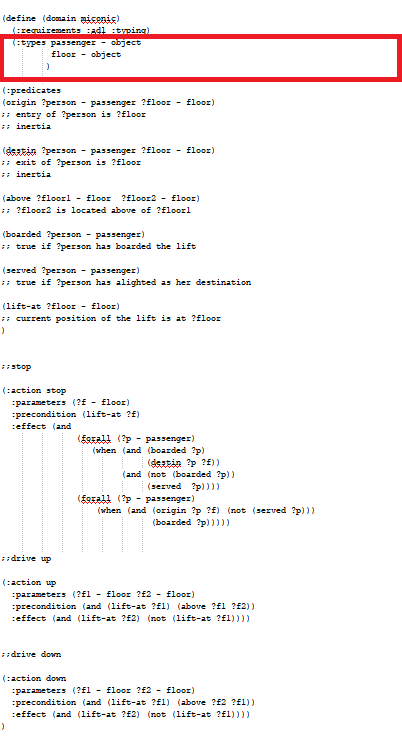 (define (domain miconic)
(:requirements :adl :typing)
(:types passenger - object
floor - object
)
(:predicates
(origin ?person - passenger ?floor - floor)
;; entry of ?person is ?floor
;; inertia
(destin ?person - passenger ?floor - floor)
;; exit of ?person is ?floor
;; inertia
(above ?floor1 - floor ?floor2 - floor)
;; ?floor2 is located above of ?floor1
(boarded ?person - passenger)
;; true if ?person has boarded the lift
(served ?person - passenger)
;; true if ?person has alighted as her destination
(lift-at ?floor - floor)
;; current position of the lift is at ?floor
)
;;stop
(:action stop
:parameters (?f - floor)
:precondition (lift-at ?f)
:effect (and
(forall (?p - passenger)
(when (and (boarded ?p)
(destin ?p ?f))
(and (not (boarded ?p))
(served ?p))))
(forall (?p - passenger)
(when (and (origin ?p ?f) (not (served ?p)))
(boarded ?p)))))
;;drive up
(:action up
:parameters (?f1 - floor ?f2 - floor)
:precondition (and (lift-at ?f1) (above ?f1 ?f2))
:effect (and (lift-at ?f2) (not (lift-at ?f1))))
;;drive down
(:action down
:parameters (?f1 - floor ?f2 - floor)
:precondition (and (lift-at ?f1) (above ?f2 ?f1))
:effect (and (lift-at ?f2) (not (lift-at ?f1))))
)